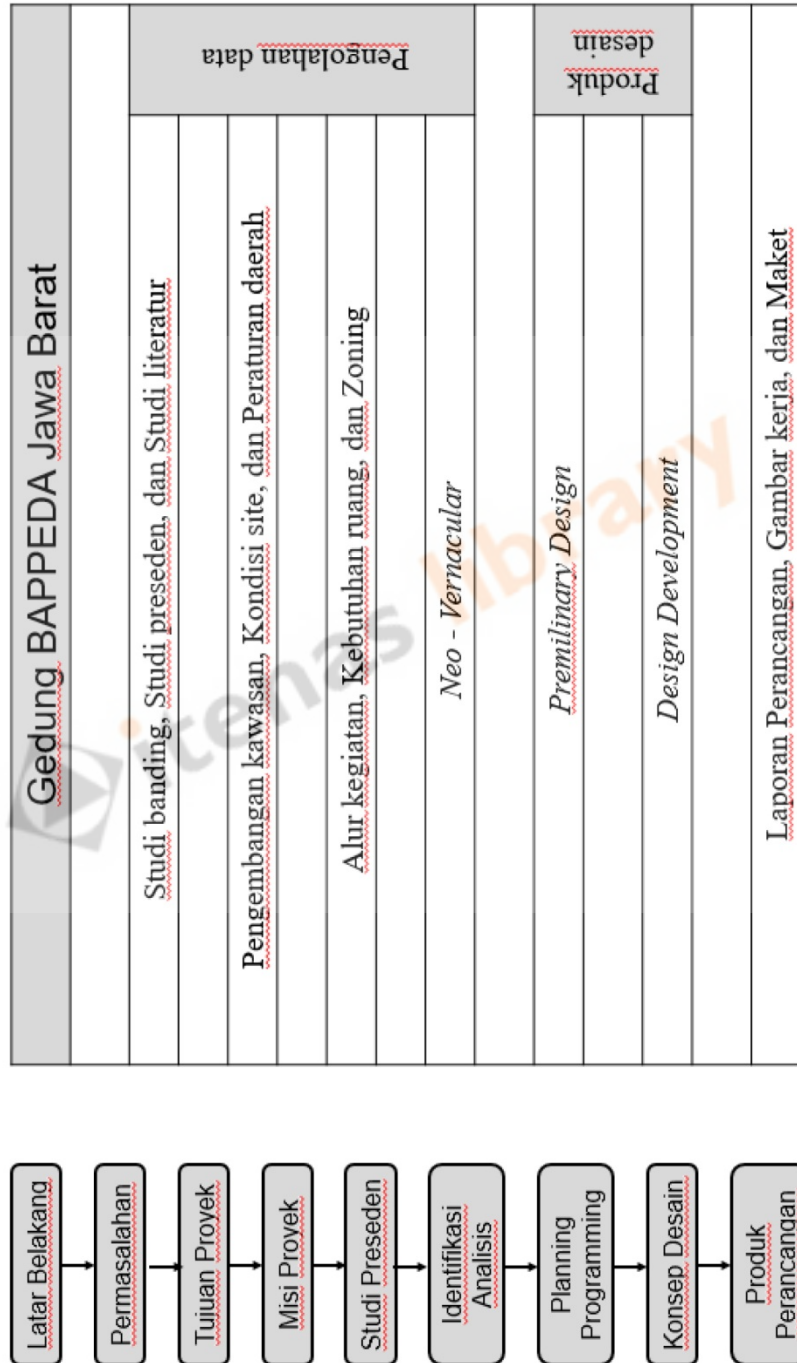 Latar Belakang
Permasalahan
Tujuan Proyek
Misi Proyek
Studi Preseden
Identifikasi
Analisis
Planning
Programming
Konsep Desain
Produk
Perancangan
Gedung BAPPEDA Jawa Barat
Studi banding, Studi preseden, dan Studi literatur
Pengembangan kawasan, Kondisi site, dan Peraturan daerah
Alur kegiatan, Kebutuhan ruang, dan Zoning
Neo - Vernacular
Pengolahan data
Premilinary Design
Design Development
Produk
desain
Laporan Perancangan, Gambar kerja, dan Maket
itenas library